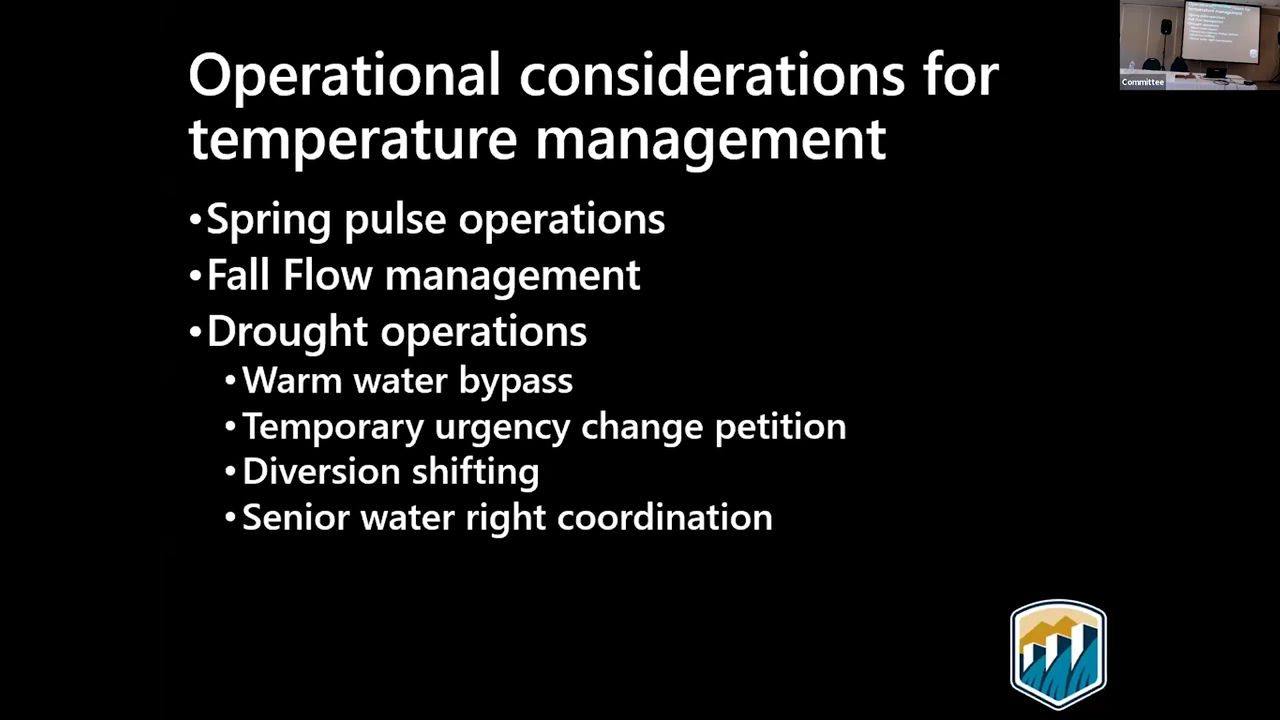 Operational considerations for
temperature management
•Spring pulse operations
•Fall Flow management
•Drought operations
•Warm water bypass
•Temporary urgency change petition
•Diversion shifting
•Senior water right coordination
Committee